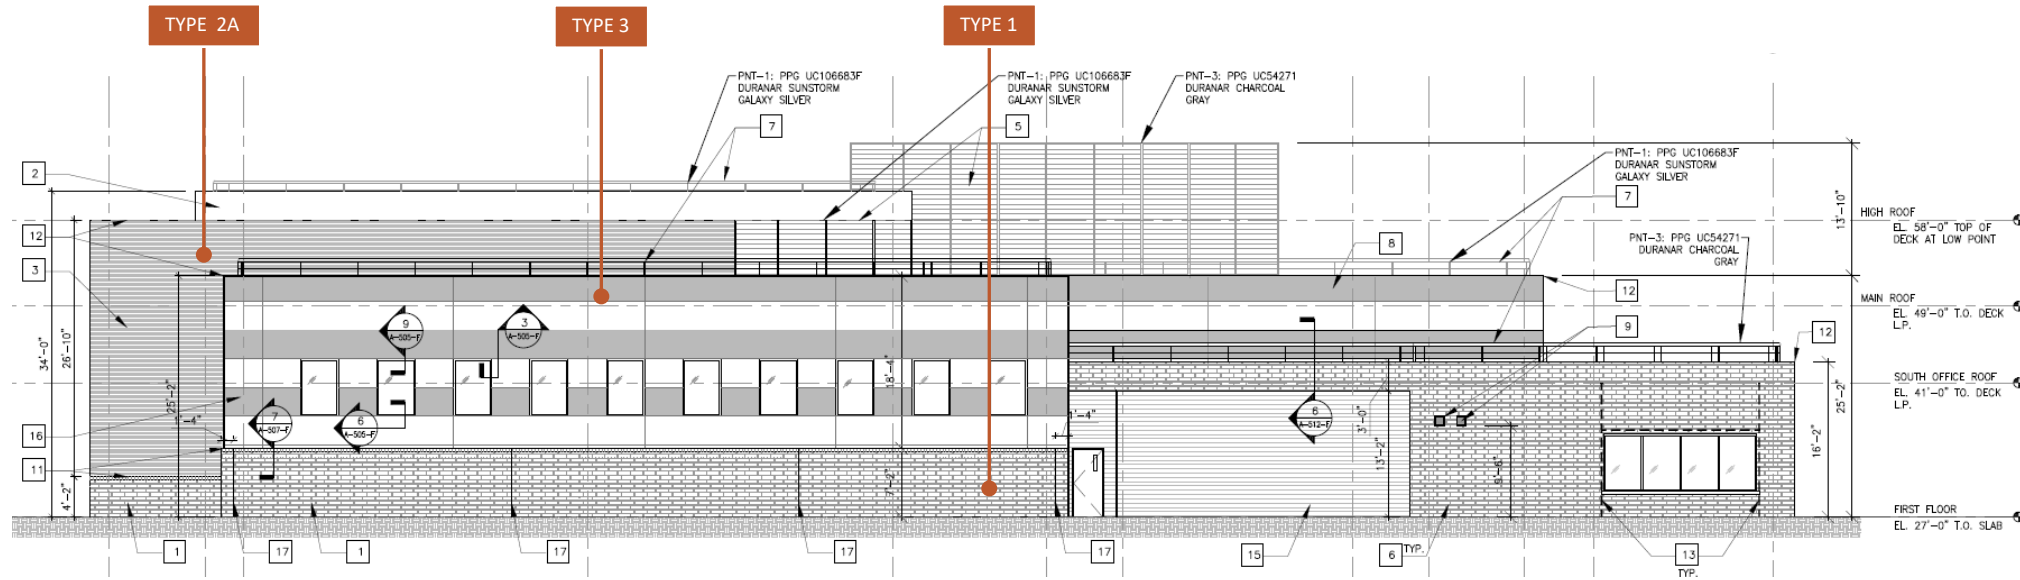 TYPE 2A
TYPE 3
TYPE 1
PNT-1: PPG UC106683F
DURANAR SUNSTORM
GALAXY SILVER
7
PNT-1: PPG UC106683F
DURANAR SUNSTORM
GALAXY SILVER
5
PNT-3: PPG UC54271
DURANAR CHARCOAL
GRAY
PNT-1: PPG UC106683F
DURANAR SUNSTORM
GALAXY SILVER
7
2
12
3
16
11
34'-0"
26'-10"
25'-2"
1'-4"
4'-2"
9
A-505-F
3
A-505-F
7
A-507-F
6
A-505-F
18'-4"
7'-2"
1'-4"
8
6
A-512-F
3'-0"
13'-2"
9'-6"
PNT-3: PPG UC54271
DURANAR CHARCOAL
GRAY
12
9
12
13'-10"
25'-2"
16'-2"
HIGH ROOF
EL. 58'-0" TOP OF
DECK AT LOW POINT
MAIN ROOF
EL. 49'-0" T.O. DECK
L.P.
SOUTH OFFICE ROOF
EL. 41'-0" TO. DECK
L.P.
FIRST FLOOR
EL. 27'-0" T.O. SLAB
1
17
1
17
17
17
15
6
TYP.
13
TYP.